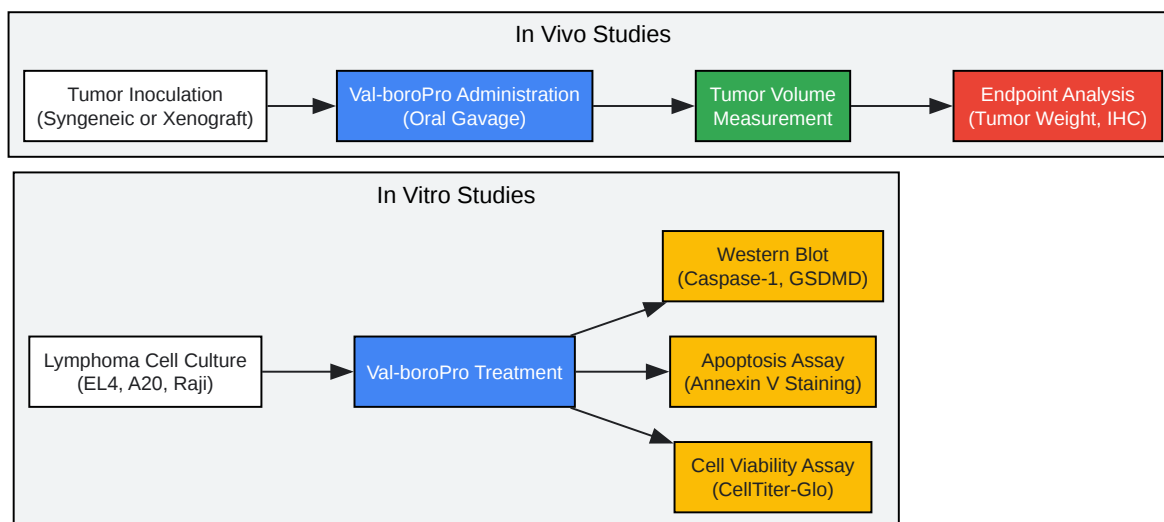 In Vivo Studies
Tumor Inoculation
(Syngeneic or Xenograft)
Val-boroPro Administration
(Oral Gavage)
Tumor Volume
Measurement
Endpoint Analysis
(Tumor Weight, IHC)
In Vitro Studies
Lymphoma Cell Culture
(EL4, A20, Raji)
Val-boroPro Treatment
Western Blot
(Caspase-1, GSDMD)
Apoptosis Assay
(Annexin V Staining)
Cell Viability Assay
(CellTiter-Glo)